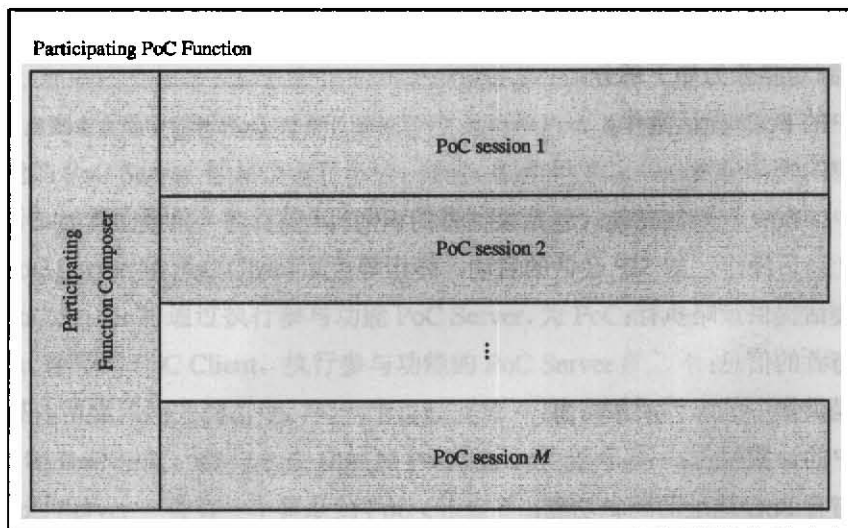 Participating PoC Function
Participating
Function Composer
PoC session 1
PoC session 2
⋮
PoC session M